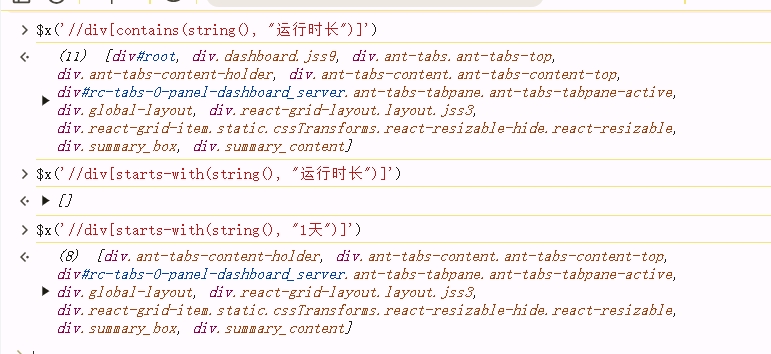 $x('//div[contains(string(), "运行时长")]')
(11) [div#root, div.dashboard.jss9, div.ant-tabs.ant-tabs-top,
div.ant-tabs-content-holder, div.ant-tabs-content.ant-tabs-content-top,
div#rc-tabs-0-panel-dashboard_server.ant-tabs-tabpane.ant-tabs-tabpane-active,
div.global-layout, div.react-grid-layout.layout.jss3,
div.react-grid-item.static.cssTransforms.react-resizable-hide.react-resizable,
div.summary_box, div.summary_content]
$x('//div[starts-with(string(), "运行时长")]')
[]
$x('//div[starts-with(string(), "1天")]')
(8) [div.ant-tabs-content-holder, div.ant-tabs-content.ant-tabs-content-top,
div#rc-tabs-0-panel-dashboard_server.ant-tabs-tabpane.ant-tabs-tabpane-active,
div.global-layout, div.react-grid-layout.layout.jss3,
div.react-grid-item.static.cssTransforms.react-resizable-hide.react-resizable,
div.summary_box, div.summary_content]